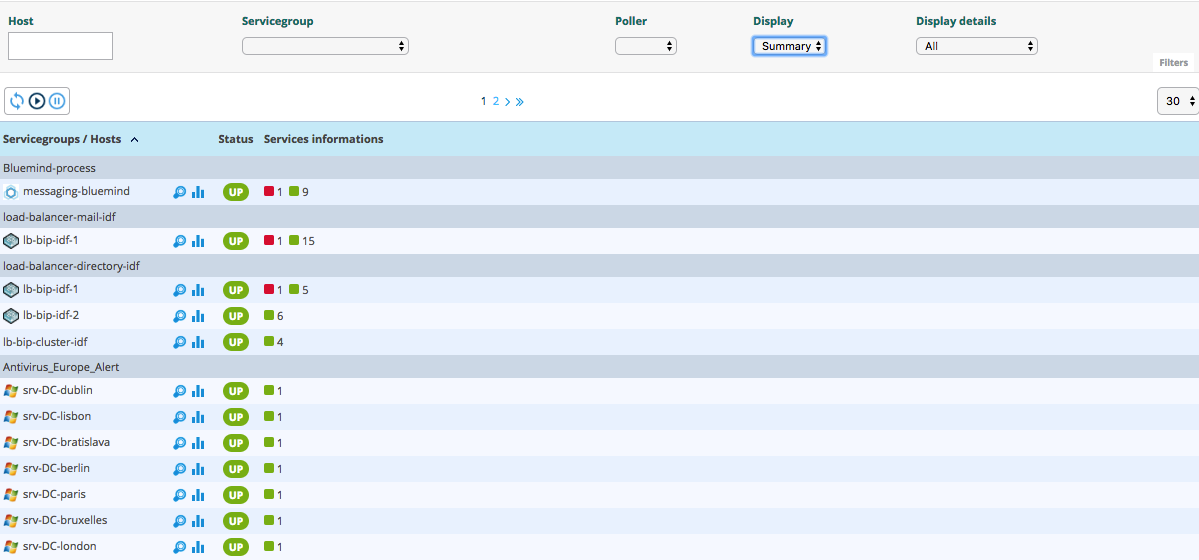 Host Servicegroup Poller Display Display details
Summary All
Filters
1 2 30
Servicegroups / Hosts Status Services informations
Bluemind-process
messaging-bluemind UP 1 9
load-balancer-mail-idf
lb-bip-idf-1 UP 1 15
load-balancer-directory-idf
lb-bip-idf-1 UP 1 5
lb-bip-idf-2 UP 6
lb-bip-cluster-idf UP 4
Antivirus_Europe_Alert
srv-DC-dublin UP 1
srv-DC-lisbon UP 1
srv-DC-bratislava UP 1
srv-DC-berlin UP 1
srv-DC-paris UP 1
srv-DC-bruxelles UP 1
srv-DC-london UP 1